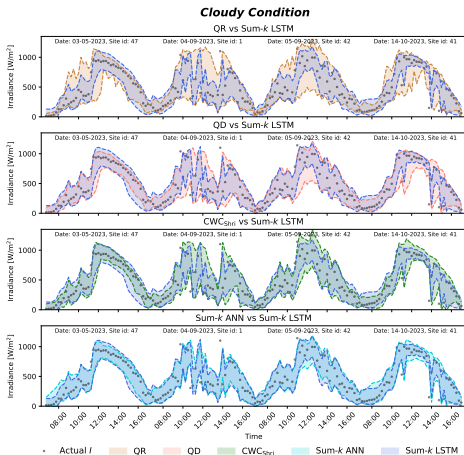 Cloudy Condition
QR vs Sum-k LSTM
Date: 03-05-2023, Site id: 47 Date: 04-09-2023, Site id: 1 Date: 05-09-2023, Site id: 42 Date: 14-10-2023, Site id: 41
Irradiance [W/m²]
1000
500
0
QD vs Sum-k LSTM
Date: 03-05-2023, Site id: 47 Date: 04-09-2023, Site id: 1 Date: 05-09-2023, Site id: 42 Date: 14-10-2023, Site id: 41
Irradiance [W/m²]
1000
500
0
CWC_Shri vs Sum-k LSTM
Date: 03-05-2023, Site id: 47 Date: 04-09-2023, Site id: 1 Date: 05-09-2023, Site id: 42 Date: 14-10-2023, Site id: 41
Irradiance [W/m²]
1000
500
0
Sum-k ANN vs Sum-k LSTM
Date: 03-05-2023, Site id: 47 Date: 04-09-2023, Site id: 1 Date: 05-09-2023, Site id: 42 Date: 14-10-2023, Site id: 41
Irradiance [W/m²]
1000
500
0
08:00 10:00 12:00 14:00 16:00 08:00 10:00 12:00 14:00 16:00 08:00 10:00 12:00 14:00 16:00 08:00 10:00 12:00 14:00 16:00
Time
Actual I QR QD CWC_Shri Sum-k ANN Sum-k LSTM